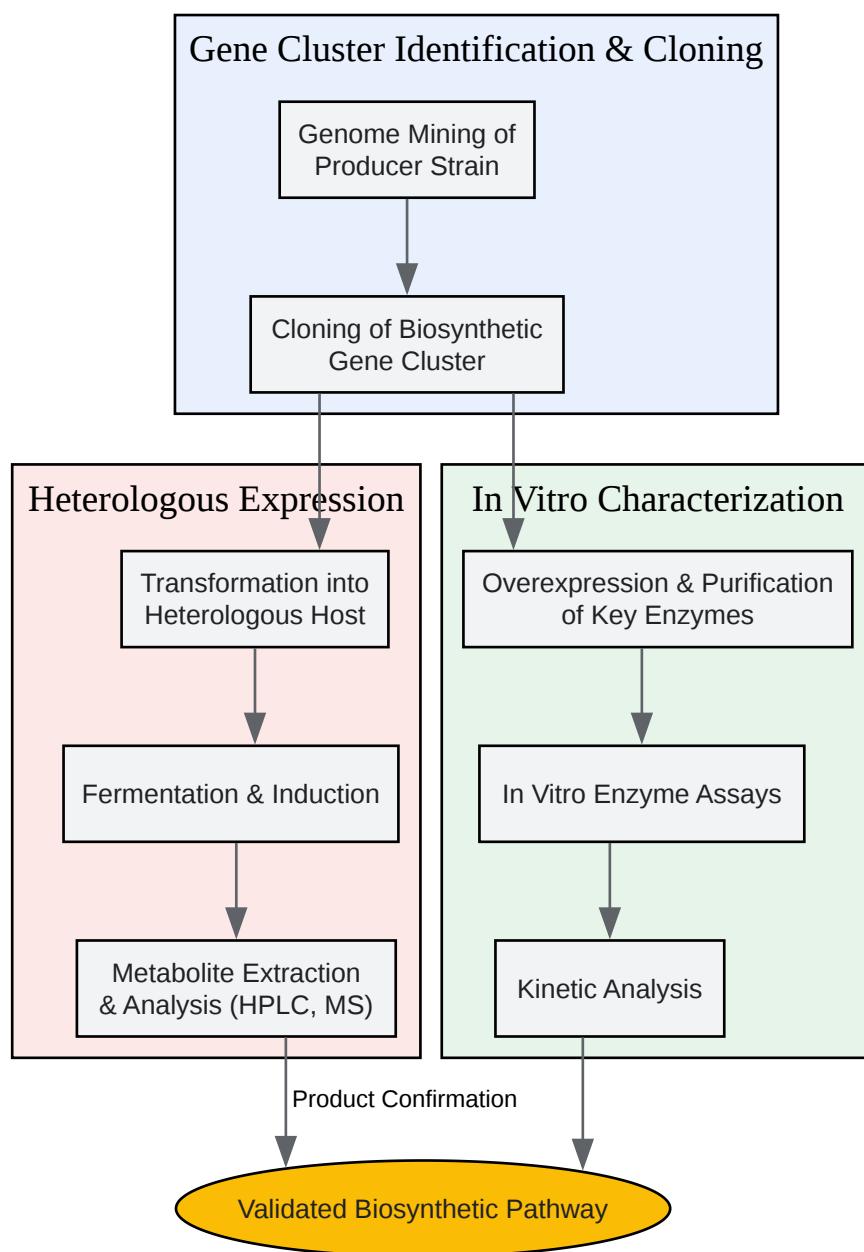 Gene Cluster Identification & Cloning
Genome Mining of
Producer Strain
Cloning of Biosynthetic
Gene Cluster
Heterologous Expression
Transformation into
Heterologous Host
Fermentation & Induction
Metabolite Extraction
& Analysis (HPLC, MS)
In Vitro Characterization
Overexpression & Purification
of Key Enzymes
In Vitro Enzyme Assays
Kinetic Analysis
Product Confirmation
Validated Biosynthetic Pathway